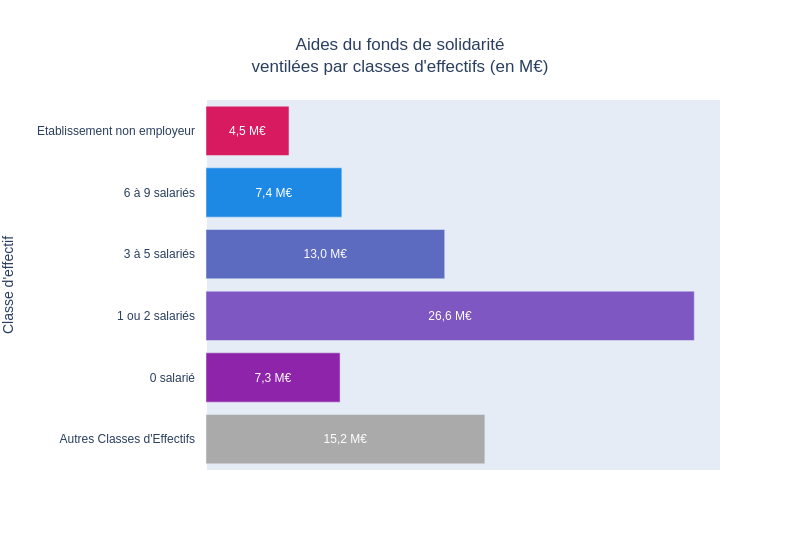 Aides du fonds de solidarité
ventilées par classes d'effectifs (en M€)
Classe d'effectif
Etablissement non employeur
4,5 M€
6 à 9 salariés
7,4 M€
3 à 5 salariés
13,0 M€
1 ou 2 salariés
26,6 M€
0 salarié
7,3 M€
Autres Classes d'Effectifs
15,2 M€